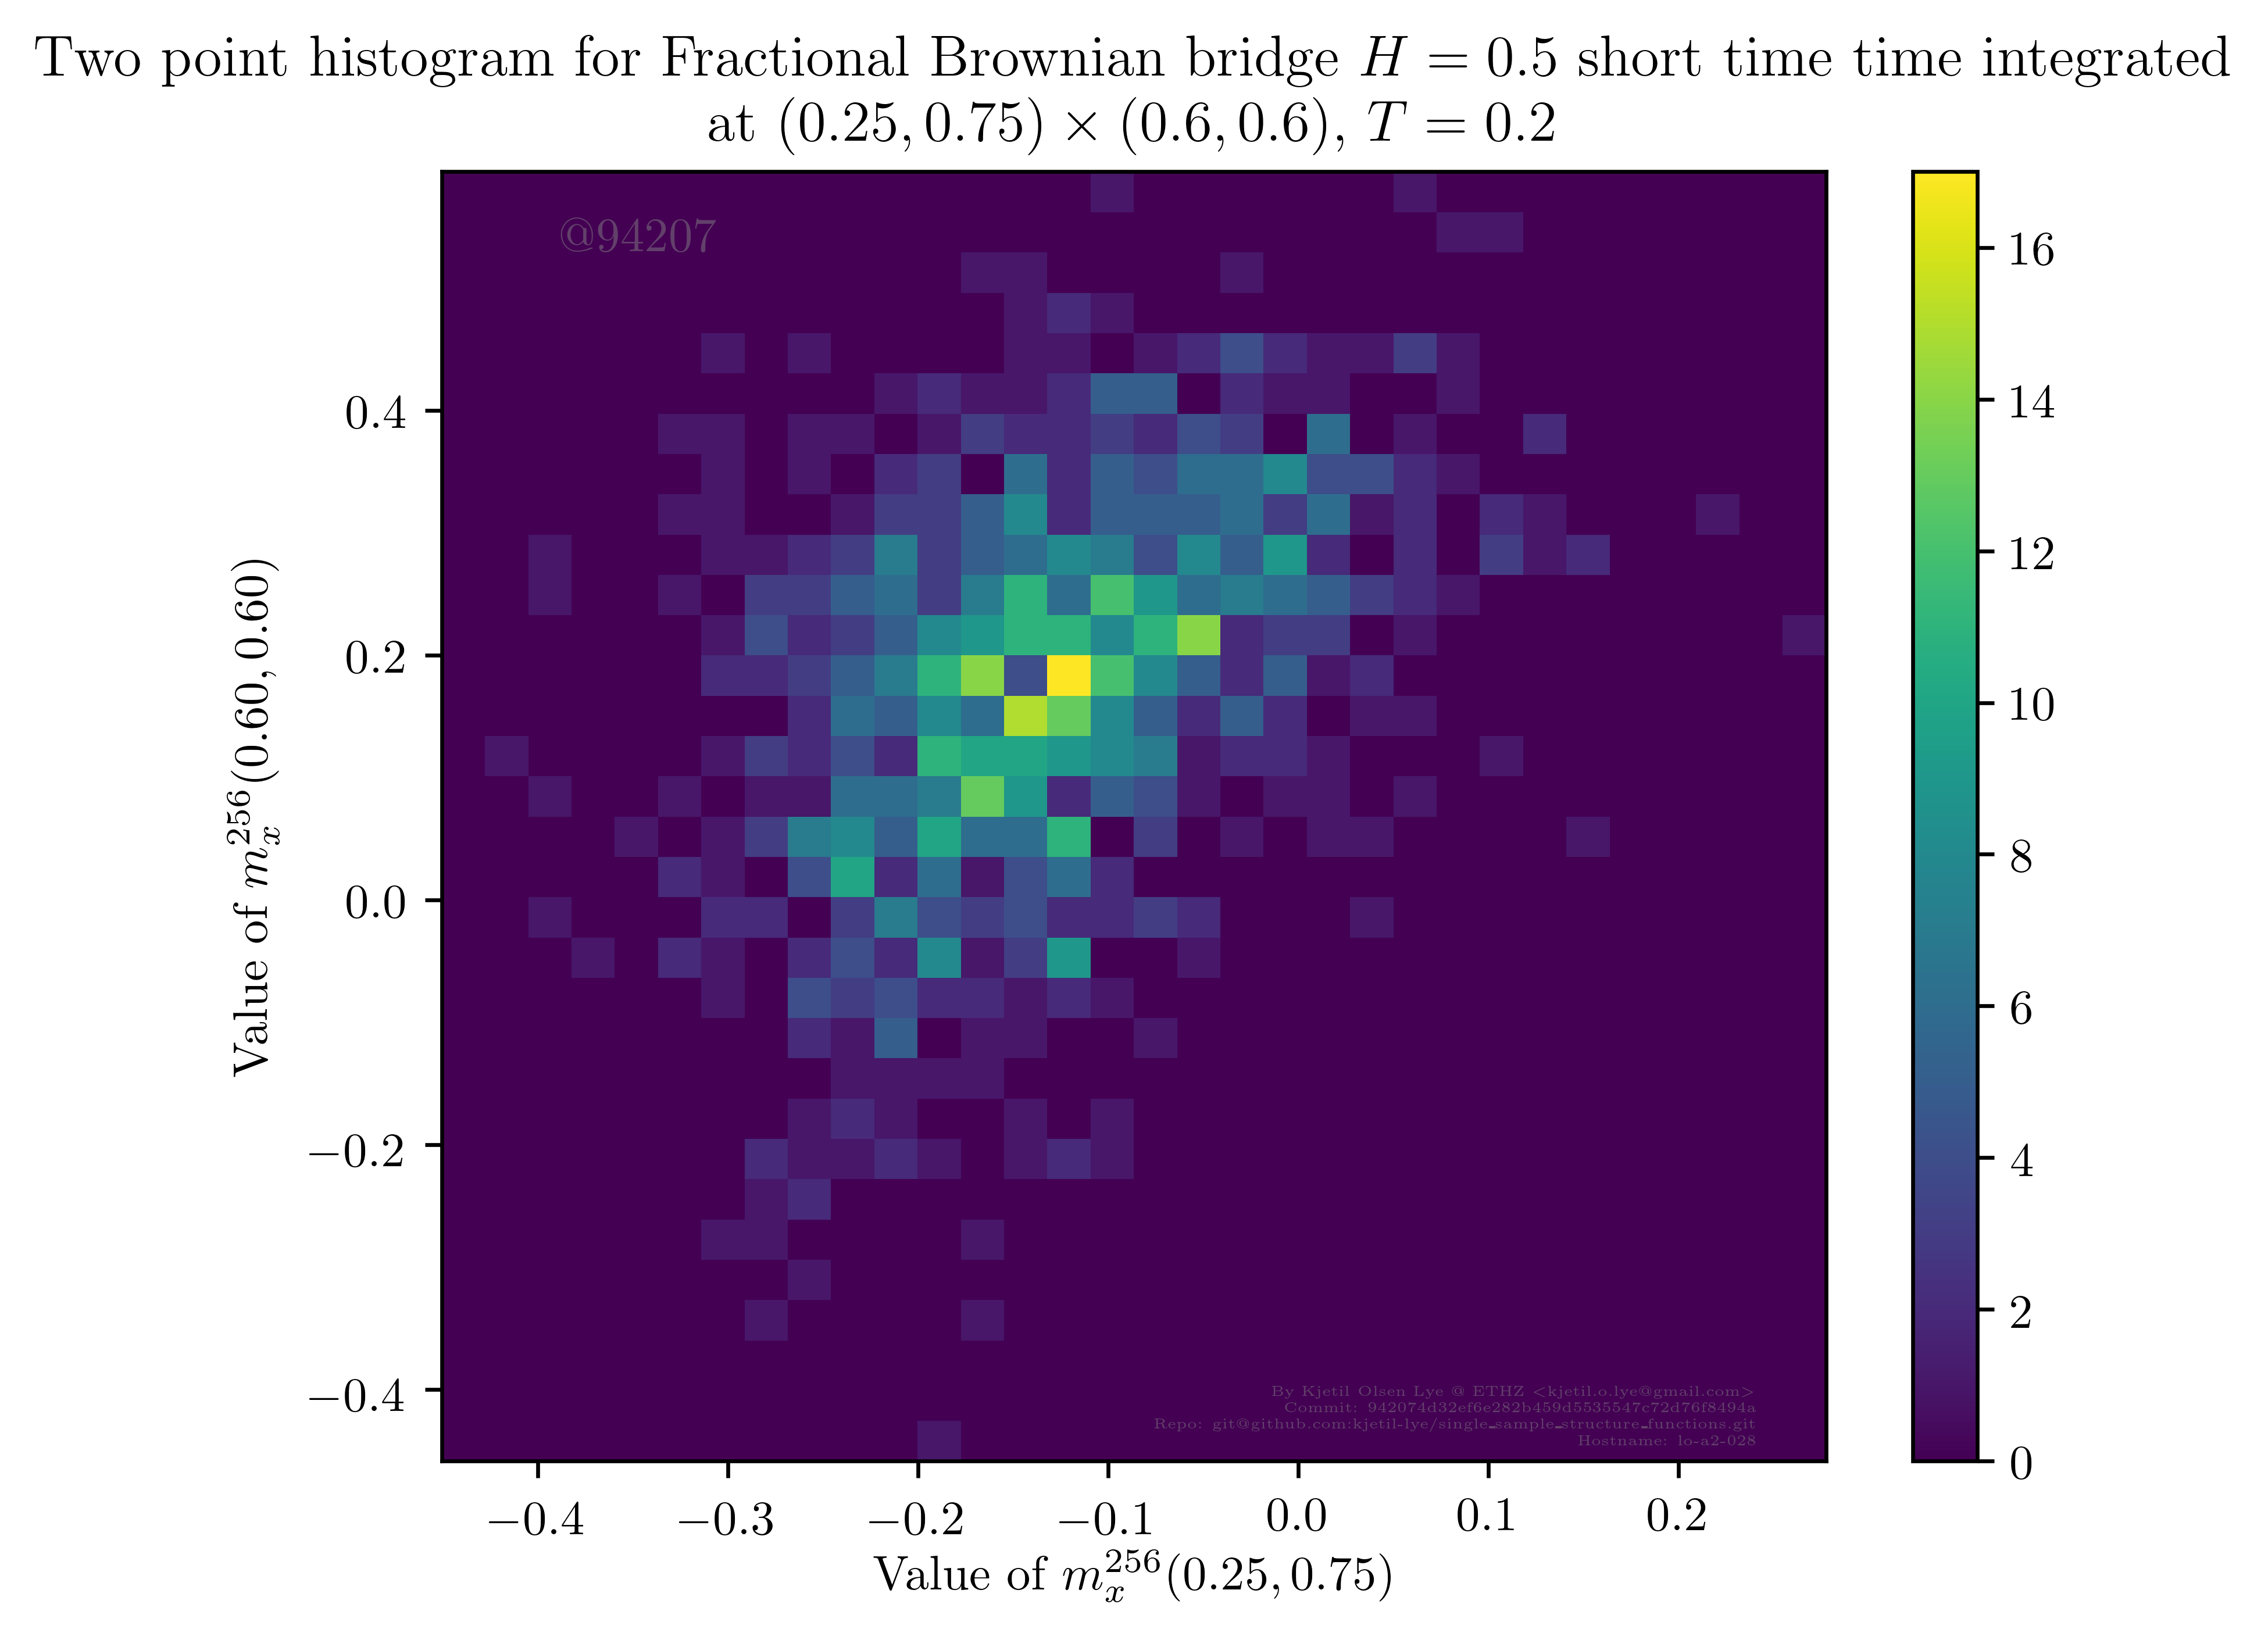 Two point histogram for Fractional Brownian bridge H = 0.5 short time time integrated
at (0.25, 0.75) × (0.6, 0.6), T = 0.2
@94207
Value of m_x^{256}(0.60, 0.60)
0.4
0.2
0.0
−0.2
−0.4
16
14
12
10
8
6
4
2
0
By Kjetil Olsen Lye @ ETHZ <kjetil.o.lye@gmail.com>
Commit: 942074d32ef6e282b459d5535547c72d76f8494a
Repo: git@github.com:kjetil-lye/single_sample_structure_functions.git
Hostname: lo-a2-028
−0.4 −0.3 −0.2 −0.1 0.0 0.1 0.2
Value of m_x^{256}(0.25, 0.75)